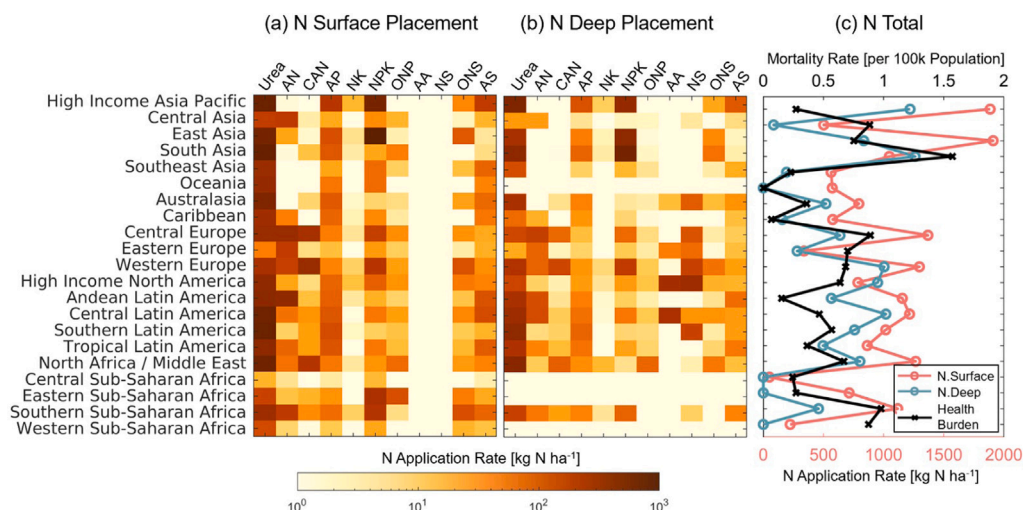 (a) N Surface Placement
(b) N Deep Placement
(c) N Total
Mortality Rate [per 100k Population]
0 0.5 1 1.5 2
Urea AN CAN AP NK NPK ONP AA NS ONS AS
Urea AN CAN AP NK NPK ONP AA NS ONS AS
High Income Asia Pacific
Central Asia
East Asia
South Asia
Southeast Asia
Oceania
Australasia
Caribbean
Central Europe
Eastern Europe
Western Europe
High Income North America
Andean Latin America
Central Latin America
Southern Latin America
Tropical Latin America
North Africa / Middle East
Central Sub-Saharan Africa
Eastern Sub-Saharan Africa
Southern Sub-Saharan Africa
Western Sub-Saharan Africa
N.Surface
N.Deep
Health
Burden
0 500 1000 1500 2000
N Application Rate [kg N ha⁻¹]
N Application Rate [kg N ha⁻¹]
10⁰ 10¹ 10² 10³